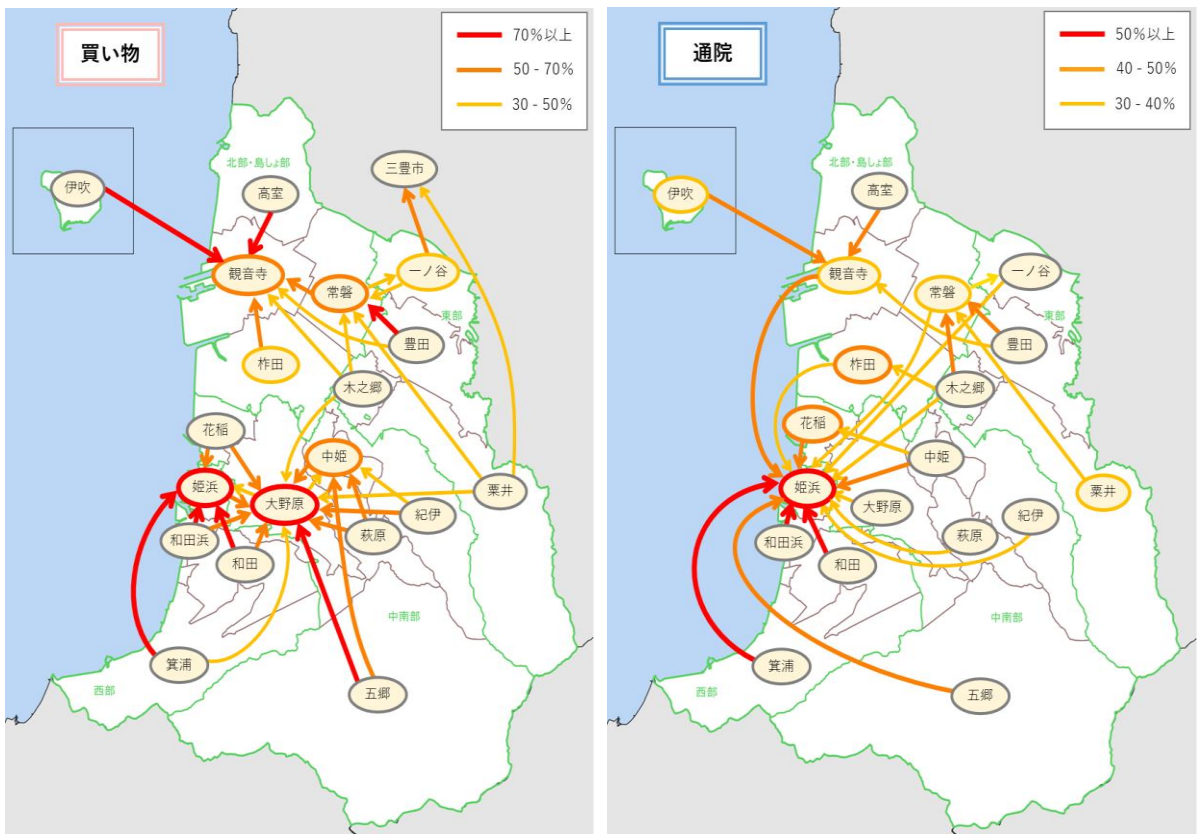 買い物
70%以上
50 - 70%
30 - 50%
北部・島しょ部
三豊市
伊吹
高室
観音寺
一ノ谷
常磐
東部
豊田
柞田
木之郷
花稲
中姫
姫浜
大野原
粟井
紀伊
和田浜
萩原
和田
中南部
箕浦
西部
五郷
通院
50%以上
40 - 50%
30 - 40%
北部・島しょ部
伊吹
高室
観音寺
一ノ谷
常磐
東部
豊田
柞田
木之郷
花稲
中姫
姫浜
粟井
大野原
紀伊
和田浜
萩原
和田
中南部
箕浦
西部
五郷